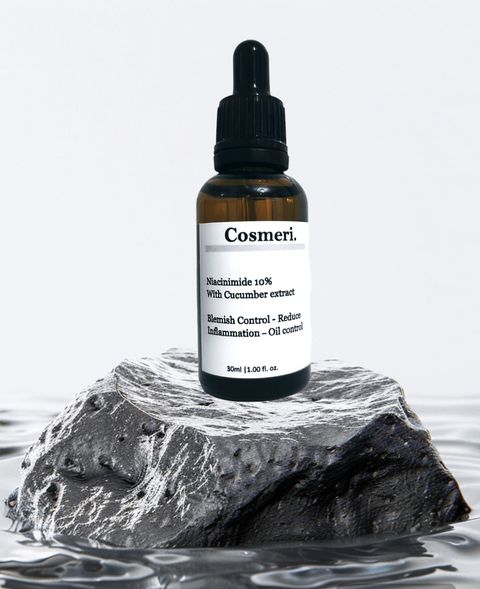 Cosmeri.
Niacinimide 10%
With Cucumber extract
Blemish Control - Reduce
Inflammation - Oil control
30ml | 1.00 fl. oz.